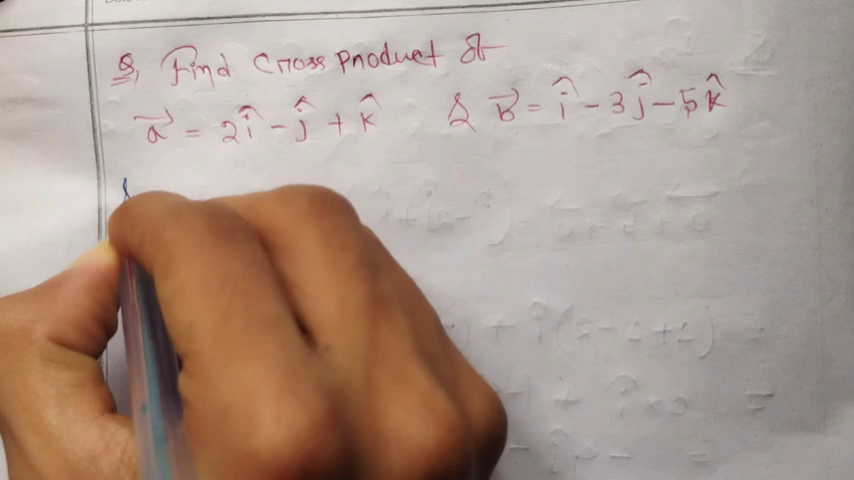 Q, Find Cross product of
a⃗ = 2î - ĵ + k̂ & b⃗ = î - 3ĵ - 5k̂